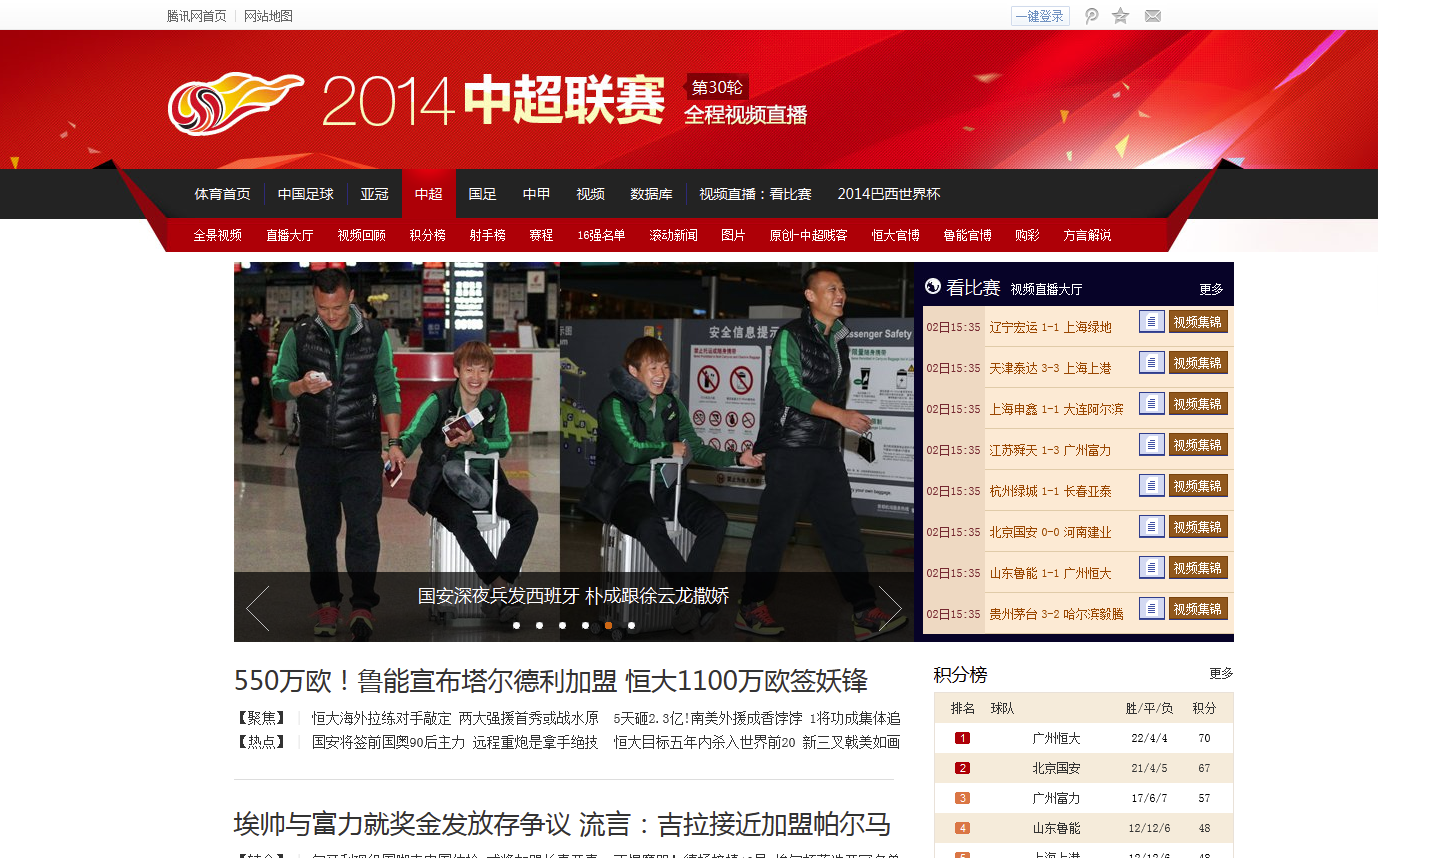 腾讯网首页 网站地图 一键登录
2014中超联赛 第30轮
全程视频直播
体育首页 中国足球 亚冠 中超 国足 中甲 视频 数据库 视频直播：看比赛 2014巴西世界杯
全景视频 直播大厅 视频回顾 积分榜 射手榜 赛程 16强名单 滚动新闻 图片 原创-中超贱客 恒大官博 鲁能官博 购彩 方言解说
安全信息提示
国安深夜兵发西班牙 朴成跟徐云龙撒娇
看比赛 视频直播大厅 更多
02日15:35 辽宁宏运 1-1 上海绿地 视频集锦
02日15:35 天津泰达 3-3 上海上港 视频集锦
02日15:35 上海申鑫 1-1 大连阿尔滨 视频集锦
02日15:35 江苏舜天 1-3 广州富力 视频集锦
02日15:35 杭州绿城 1-1 长春亚泰 视频集锦
02日15:35 北京国安 0-0 河南建业 视频集锦
02日15:35 山东鲁能 1-1 广州恒大 视频集锦
02日15:35 贵州茅台 3-2 哈尔滨毅腾 视频集锦
550万欧！鲁能宣布塔尔德利加盟 恒大1100万欧签妖锋
【聚焦】 恒大海外拉练对手敲定 两大强援首秀或战水原 5天砸2.3亿!南美外援成香饽饽 1将功成集体追
【热点】 国安将签前国奥90后主力 远程重炮是拿手绝技 恒大目标五年内杀入世界前20 新三叉戟美如画
埃帅与富力就奖金发放存争议 流言：吉拉接近加盟帕尔马
积分榜 更多
排名 球队 胜/平/负 积分
1 广州恒大 22/4/4 70
2 北京国安 21/4/5 67
3 广州富力 17/6/7 57
4 山东鲁能 12/12/6 48
5 上海上港 12/12/6 48